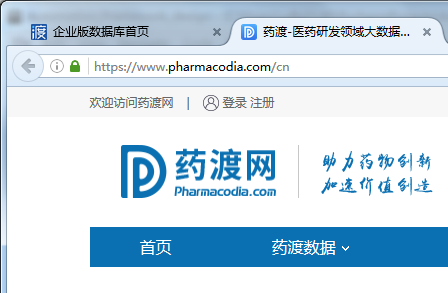 企业版数据库首页
药渡-医药研发领域大数据...
https://www.pharmacodia.com/cn
欢迎访问药渡网 | 登录 注册
药渡网
Pharmacodia.com
助力药物创新
加速价值创造
首页 药渡数据